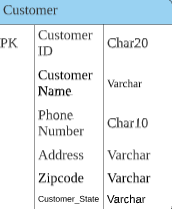 Customer
PK Customer ID Char20
Customer Name Varchar
Phone Number Char10
Address Varchar
Zipcode Varchar
Customer_State Varchar